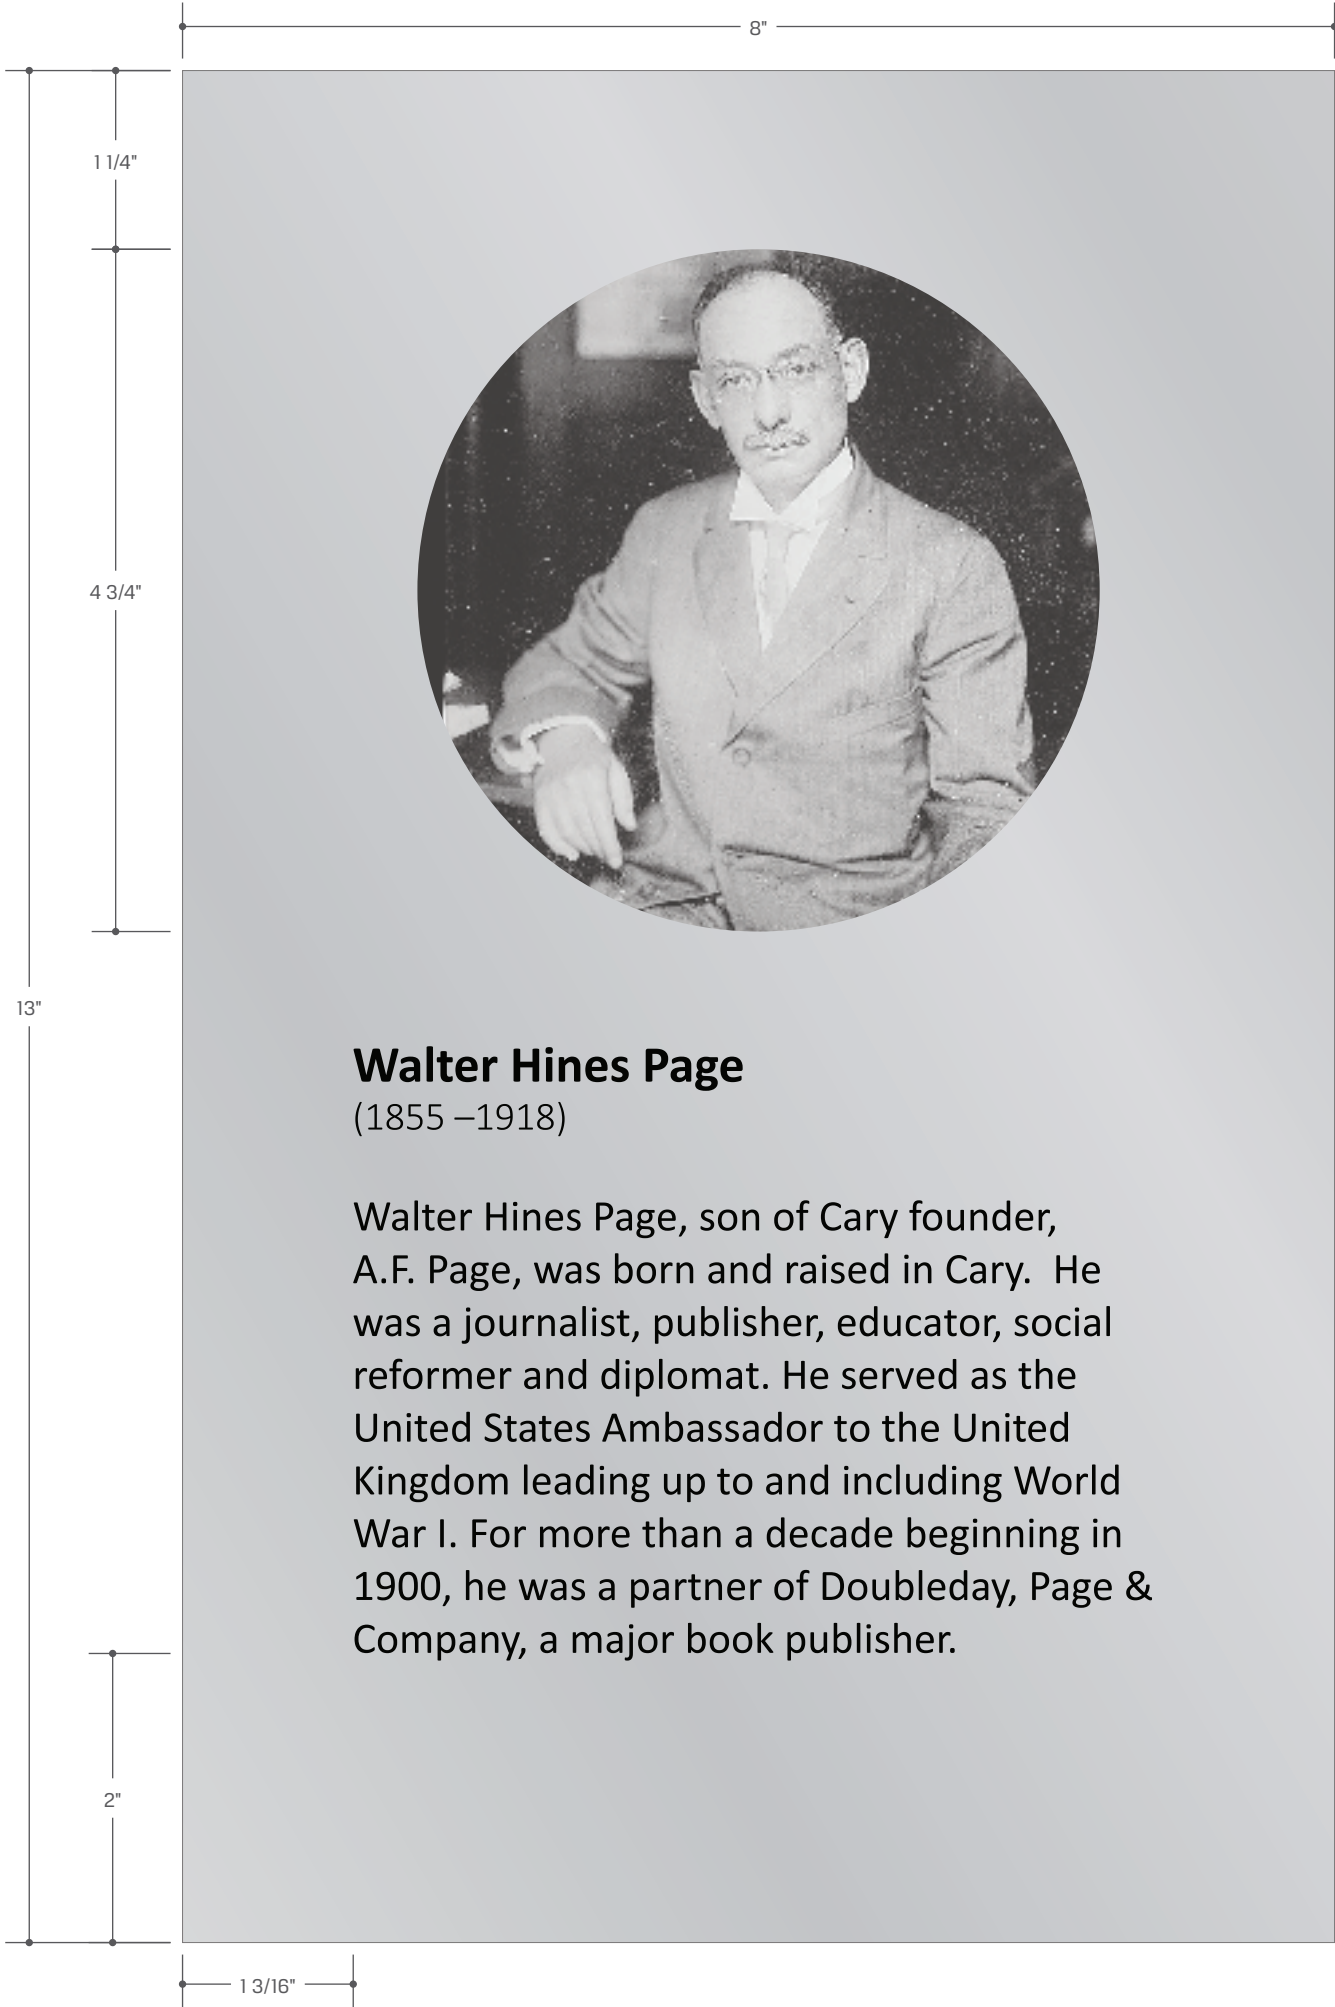 8"
1 1/4"
4 3/4"
13"
Walter Hines Page
(1855 –1918)
Walter Hines Page, son of Cary founder,
A.F. Page, was born and raised in Cary.  He
was a journalist, publisher, educator, social
reformer and diplomat. He served as the
United States Ambassador to the United
Kingdom leading up to and including World
War I. For more than a decade beginning in
1900, he was a partner of Doubleday, Page &
Company, a major book publisher.
2"
1 3/16"